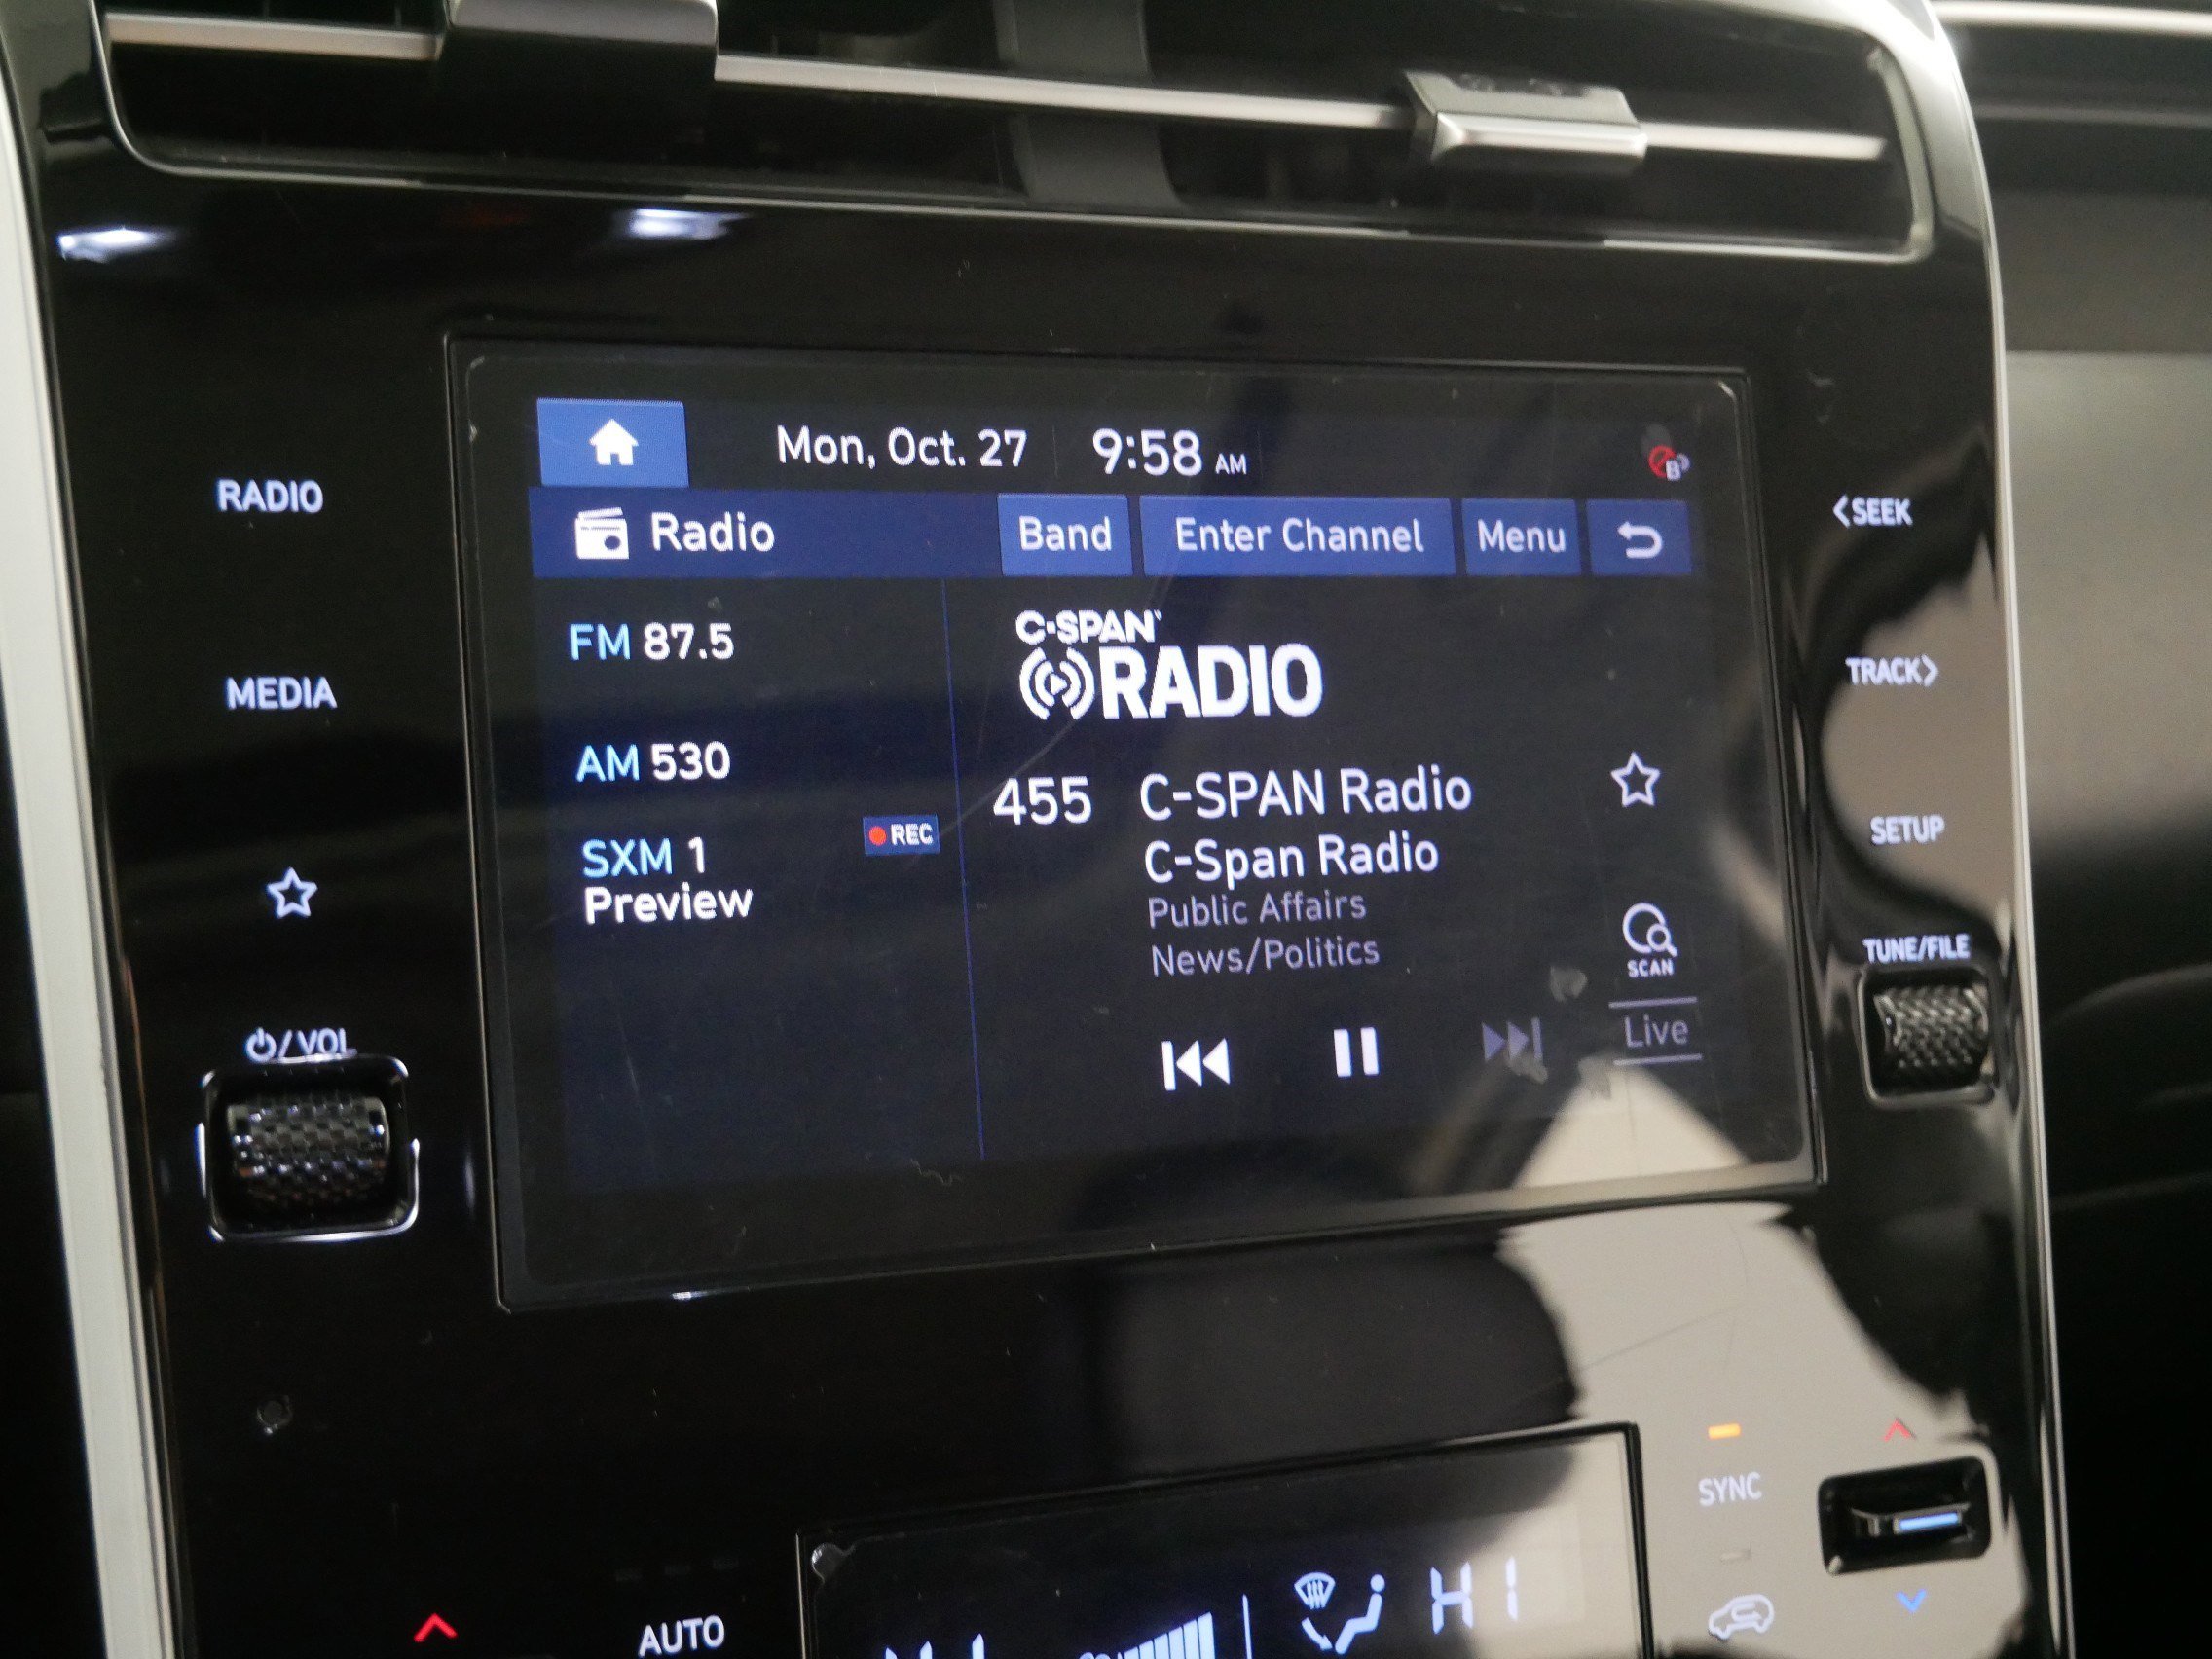 Mon, Oct. 27 9:58 AM
B
RADIO
Radio
Band
Enter Channel
Menu
<SEEK
FM 87.5
C-SPAN
RADIO
MEDIA
TRACK>
AM 530
455 C-SPAN Radio
SXM 1
REC
C-Span Radio
SETUP
Preview
Public Affairs
News/Politics
SCAN
TUNE/FILE
/VOL
Live
SYNC
AUTO
HI